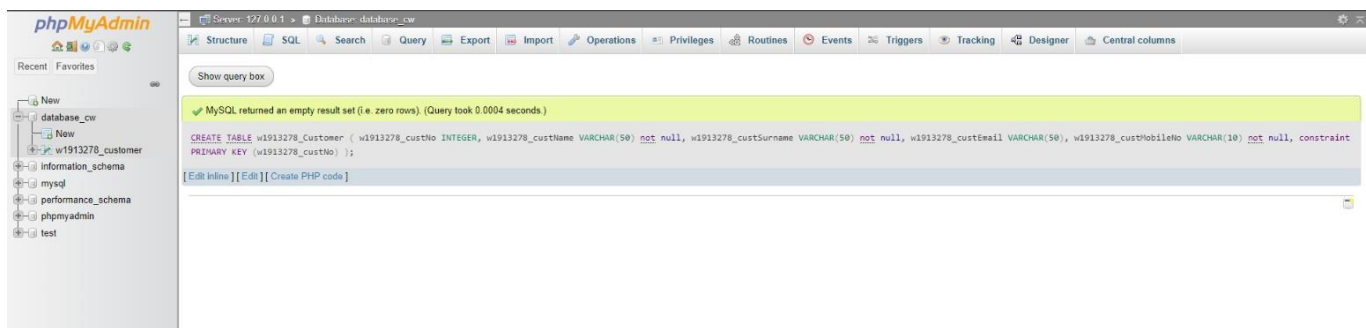 phpMyAdmin
Server: 127.0.0.1 » Database: database_cw
Structure SQL Search Query Export Import Operations Privileges Routines Events Triggers Tracking Designer Central columns
Recent Favorites
New
database_cw
New
w1913278_customer
information_schema
mysql
performance_schema
phpmyadmin
test
Show query box
MySQL returned an empty result set (i.e. zero rows). (Query took 0.0004 seconds.)
CREATE TABLE w1913278_Customer ( w1913278_custNo INTEGER, w1913278_custName VARCHAR(50) not null, w1913278_custSurname VARCHAR(50) not null, w1913278_custEmail VARCHAR(50), w1913278_custMobileNo VARCHAR(10) not null, constraint
PRIMARY KEY (w1913278_custNo) );
[ Edit inline ] [ Edit ] [ Create PHP code ]